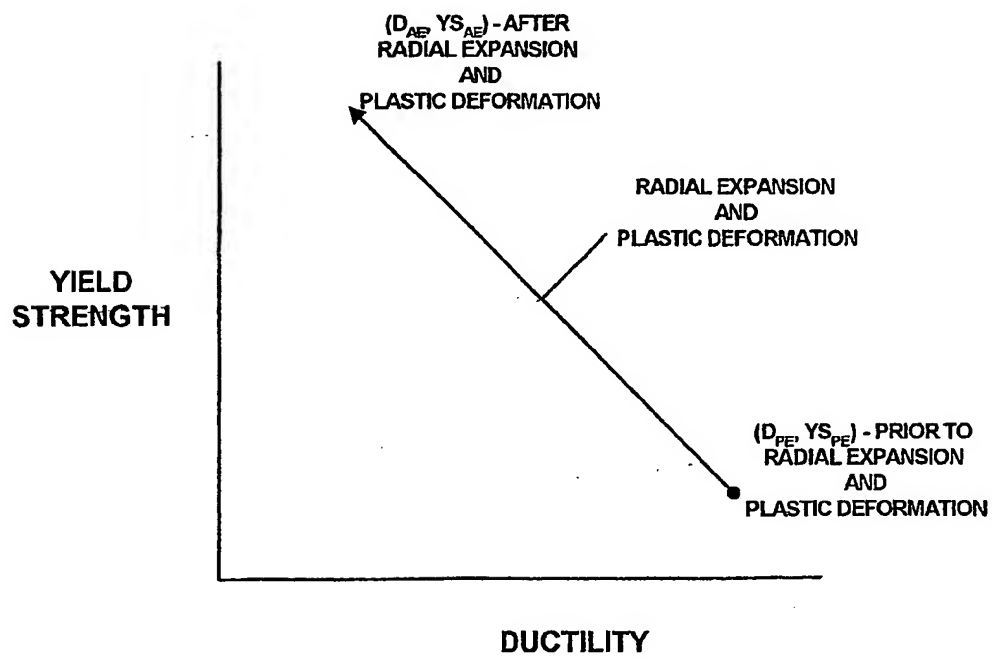 (D_AE, YS_AE) - AFTER
RADIAL EXPANSION
AND
PLASTIC DEFORMATION
RADIAL EXPANSION
AND
PLASTIC DEFORMATION
YIELD
STRENGTH
(D_PE, YS_PE) - PRIOR TO
RADIAL EXPANSION
AND
PLASTIC DEFORMATION
DUCTILITY